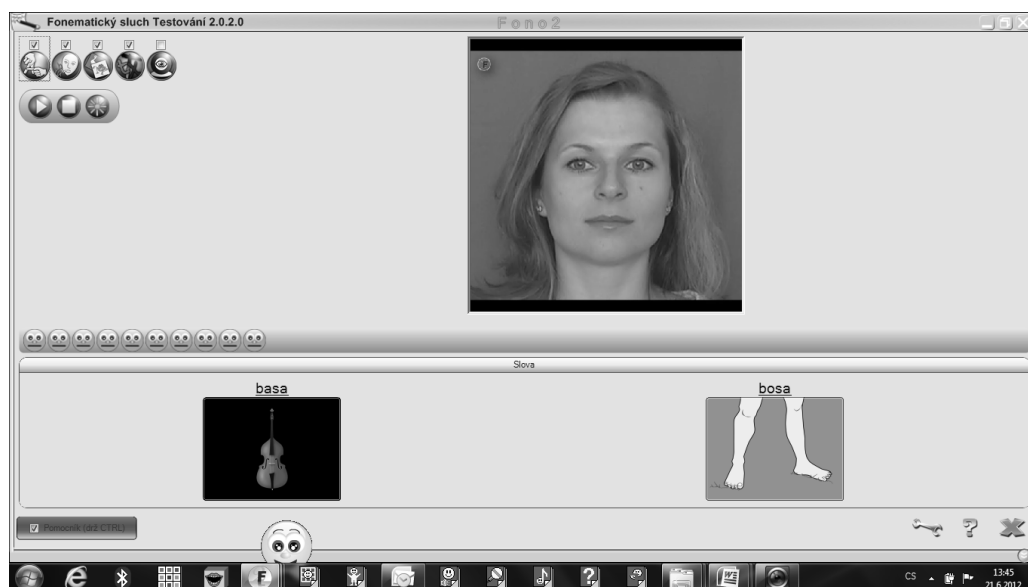 Fonematický sluch Testování 2.0.2.0
Fono2
F
Slova
basa
bosa
Pomocník (drž CTRL)
F
CS
13:45
21.6.2012